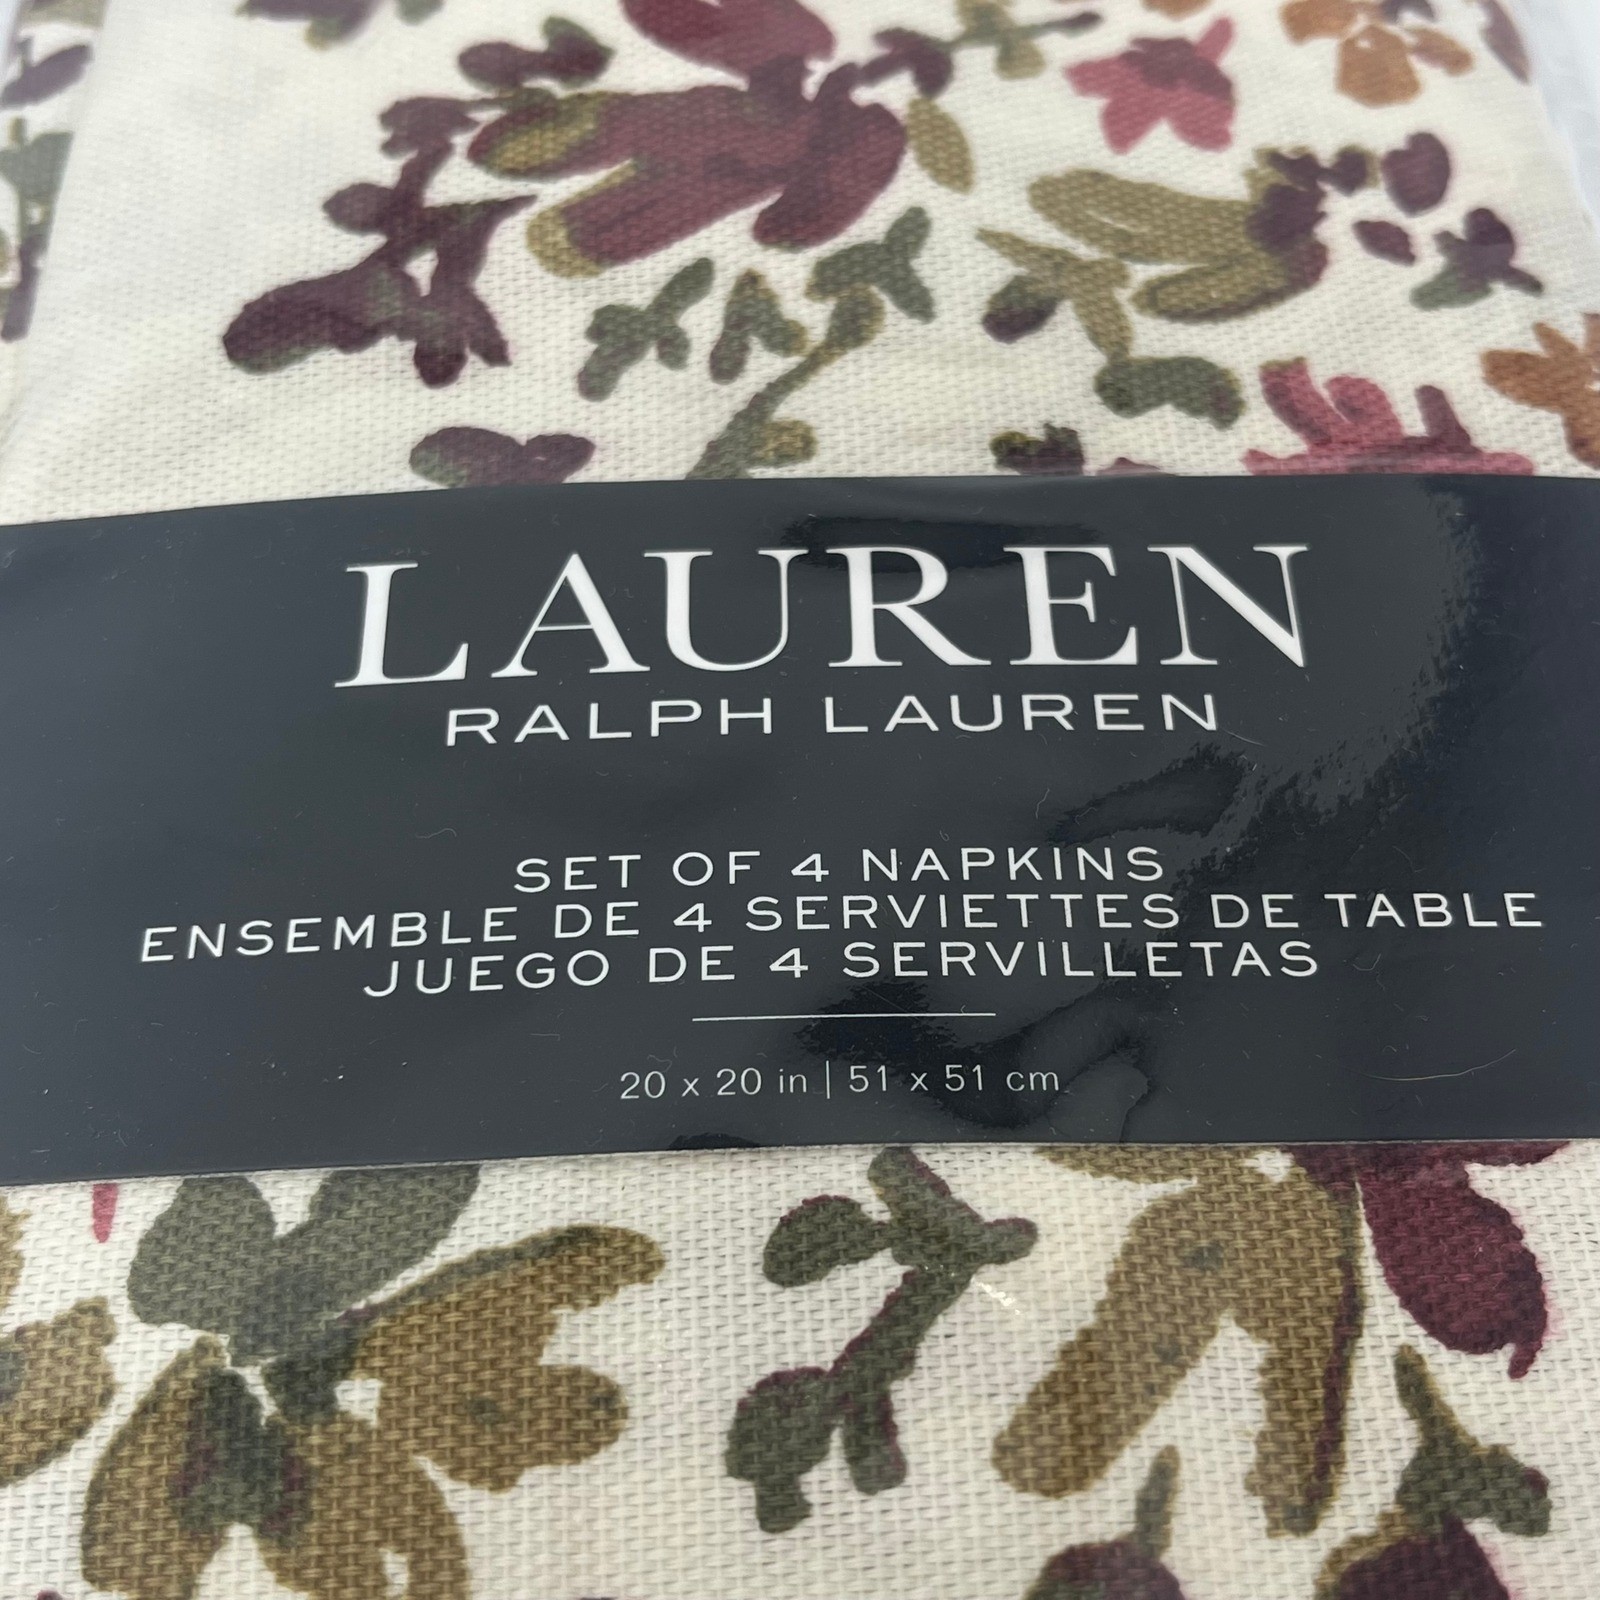 LAUREN
RALPH LAUREN
SET OF 4 NAPKINS
ENSEMBLE DE 4 SERVIETTES DE TABLE
JUEGO DE 4 SERVILLETAS
20 x 20 in | 51 x 51 cm